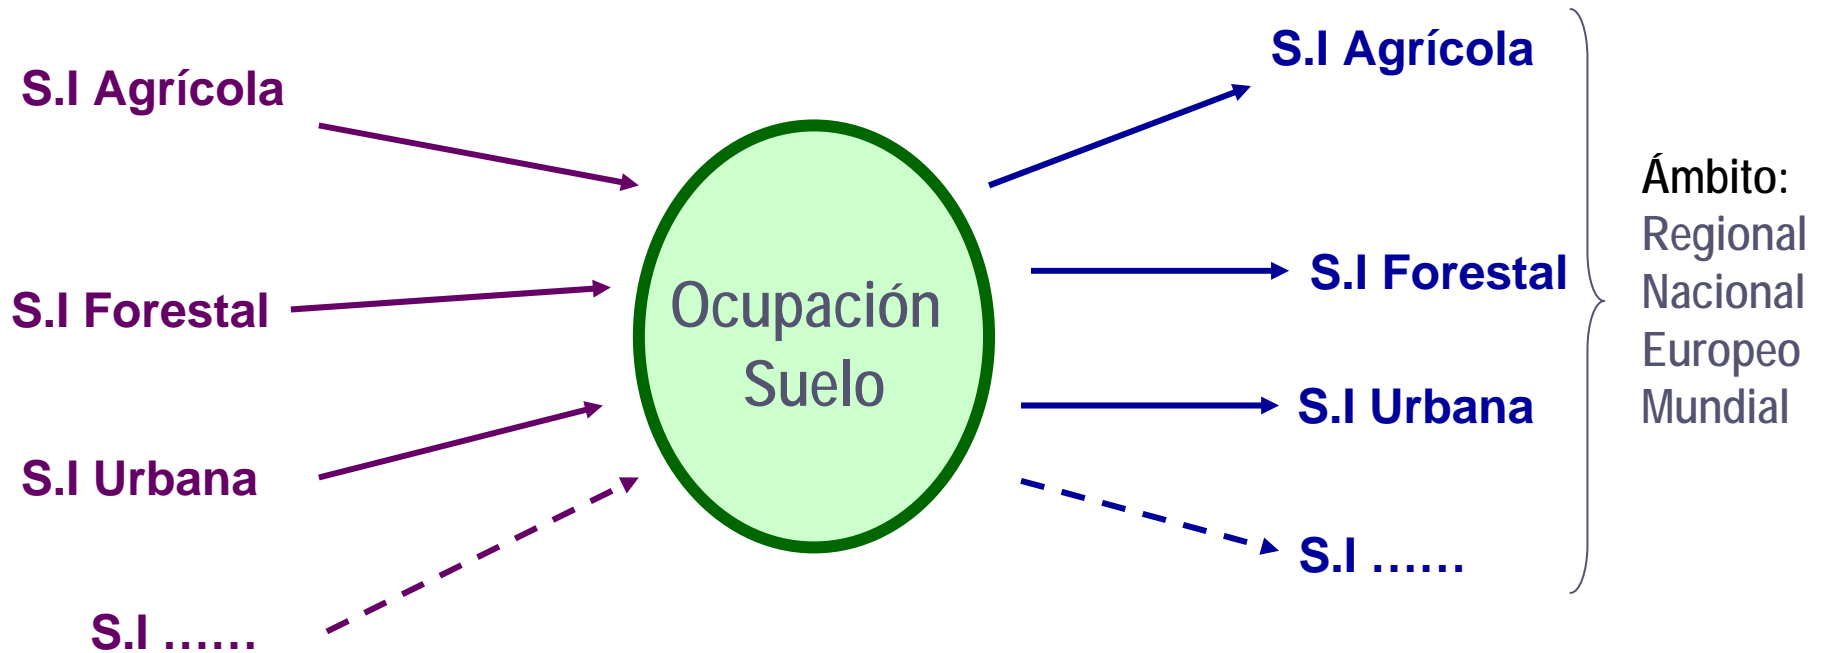 S.I Agrícola
S.I Forestal
S.I Urbana
S.I ......
Ocupación
Suelo
S.I Agrícola
S.I Forestal
S.I Urbana
S.I ......
Ámbito:
Regional
Nacional
Europeo
Mundial